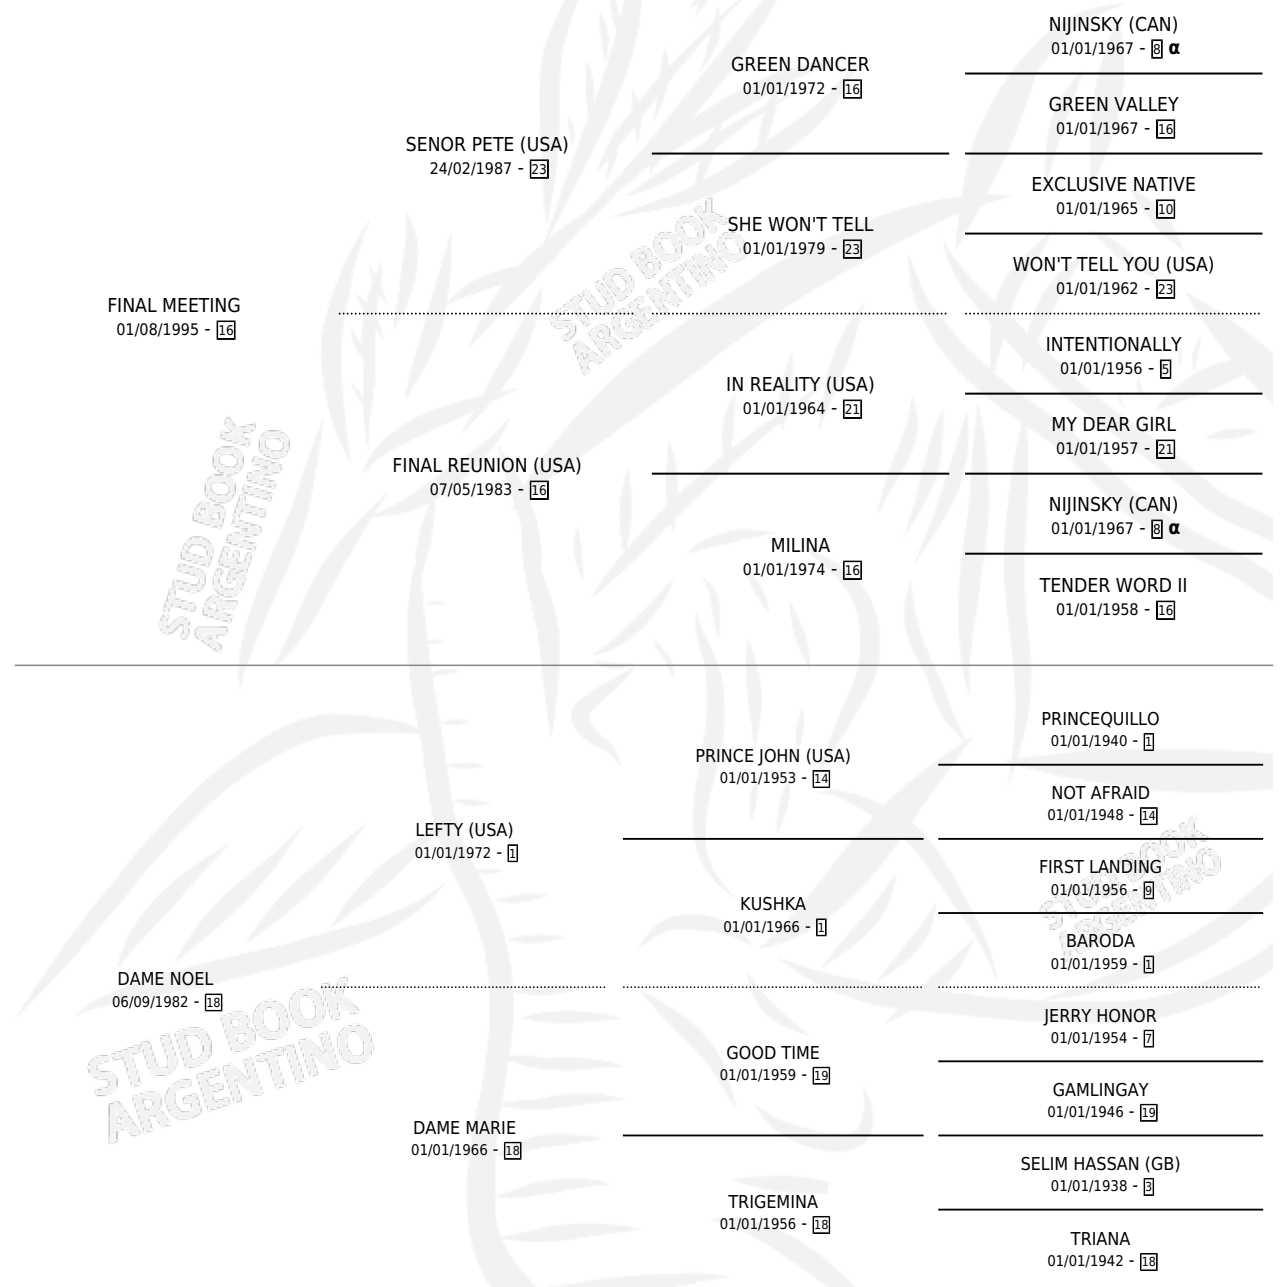 NIJINSKY (CAN)
01/01/1967 - 8 α
GREEN DANCER
01/01/1972 - 16
GREEN VALLEY
01/01/1967 - 16
SENOR PETE (USA)
24/02/1987 - 23
EXCLUSIVE NATIVE
01/01/1965 - 10
SHE WON'T TELL
01/01/1979 - 23
WON'T TELL YOU (USA)
01/01/1962 - 23
FINAL MEETING
01/08/1995 - 16
INTENTIONALLY
01/01/1956 - 5
IN REALITY (USA)
01/01/1964 - 21
MY DEAR GIRL
01/01/1957 - 21
FINAL REUNION (USA)
07/05/1983 - 16
NIJINSKY (CAN)
01/01/1967 - 8 α
MILINA
01/01/1974 - 16
TENDER WORD II
01/01/1958 - 16
PRINCEQUILLO
01/01/1940 - 1
PRINCE JOHN (USA)
01/01/1953 - 14
NOT AFRAID
01/01/1948 - 14
LEFTY (USA)
01/01/1972 - 1
FIRST LANDING
01/01/1956 - 9
KUSHKA
01/01/1966 - 1
BARODA
01/01/1959 - 1
DAME NOEL
06/09/1982 - 18
JERRY HONOR
01/01/1954 - 7
GOOD TIME
01/01/1959 - 19
GAMLINGAY
01/01/1946 - 19
DAME MARIE
01/01/1966 - 18
SELIM HASSAN (GB)
01/01/1938 - 3
TRIGEMINA
01/01/1956 - 18
TRIANA
01/01/1942 - 18
STUD BOOK
ARGENTINO
STUD BOOK
ARGENTINO
STUD BOOK
ARGENTINO
STUD BOOK
ARGENTINO